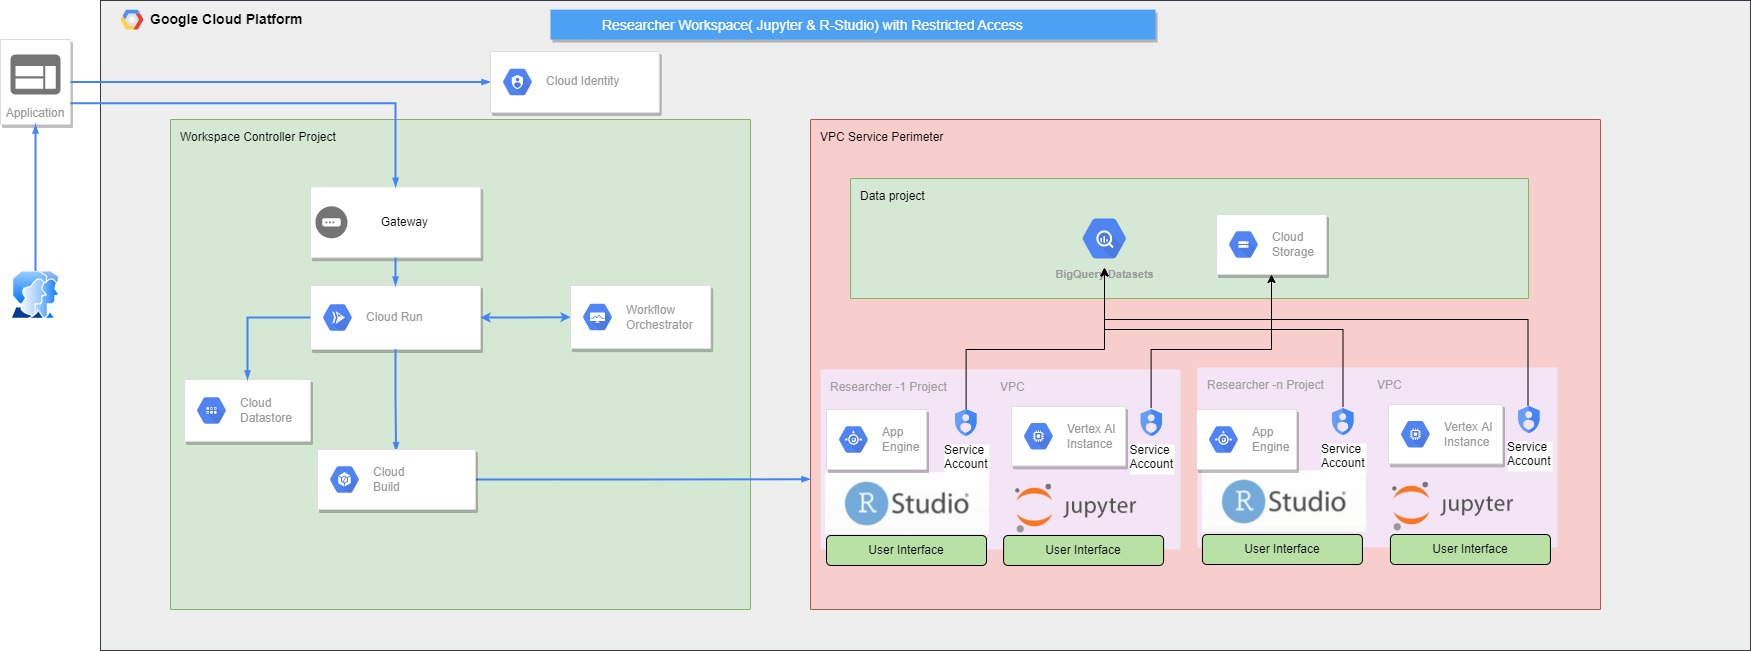 Google Cloud Platform
Researcher Workspace( Jupyter & R-Studio) with Restricted Access
Application
Cloud Identity
Workspace Controller Project
Gateway
Cloud Run
Workflow
Orchestrator
Cloud
Datastore
Cloud
Build
VPC Service Perimeter
Data project
BigQuery Datasets
Cloud
Storage
Researcher -1 Project
VPC
App
Engine
Service
Account
Vertex AI
Instance
Service
Account
R Studio
jupyter
User Interface
User Interface
Researcher -n Project
VPC
App
Engine
Service
Account
Vertex AI
Instance
Service
Account
R Studio
jupyter
User Interface
User Interface